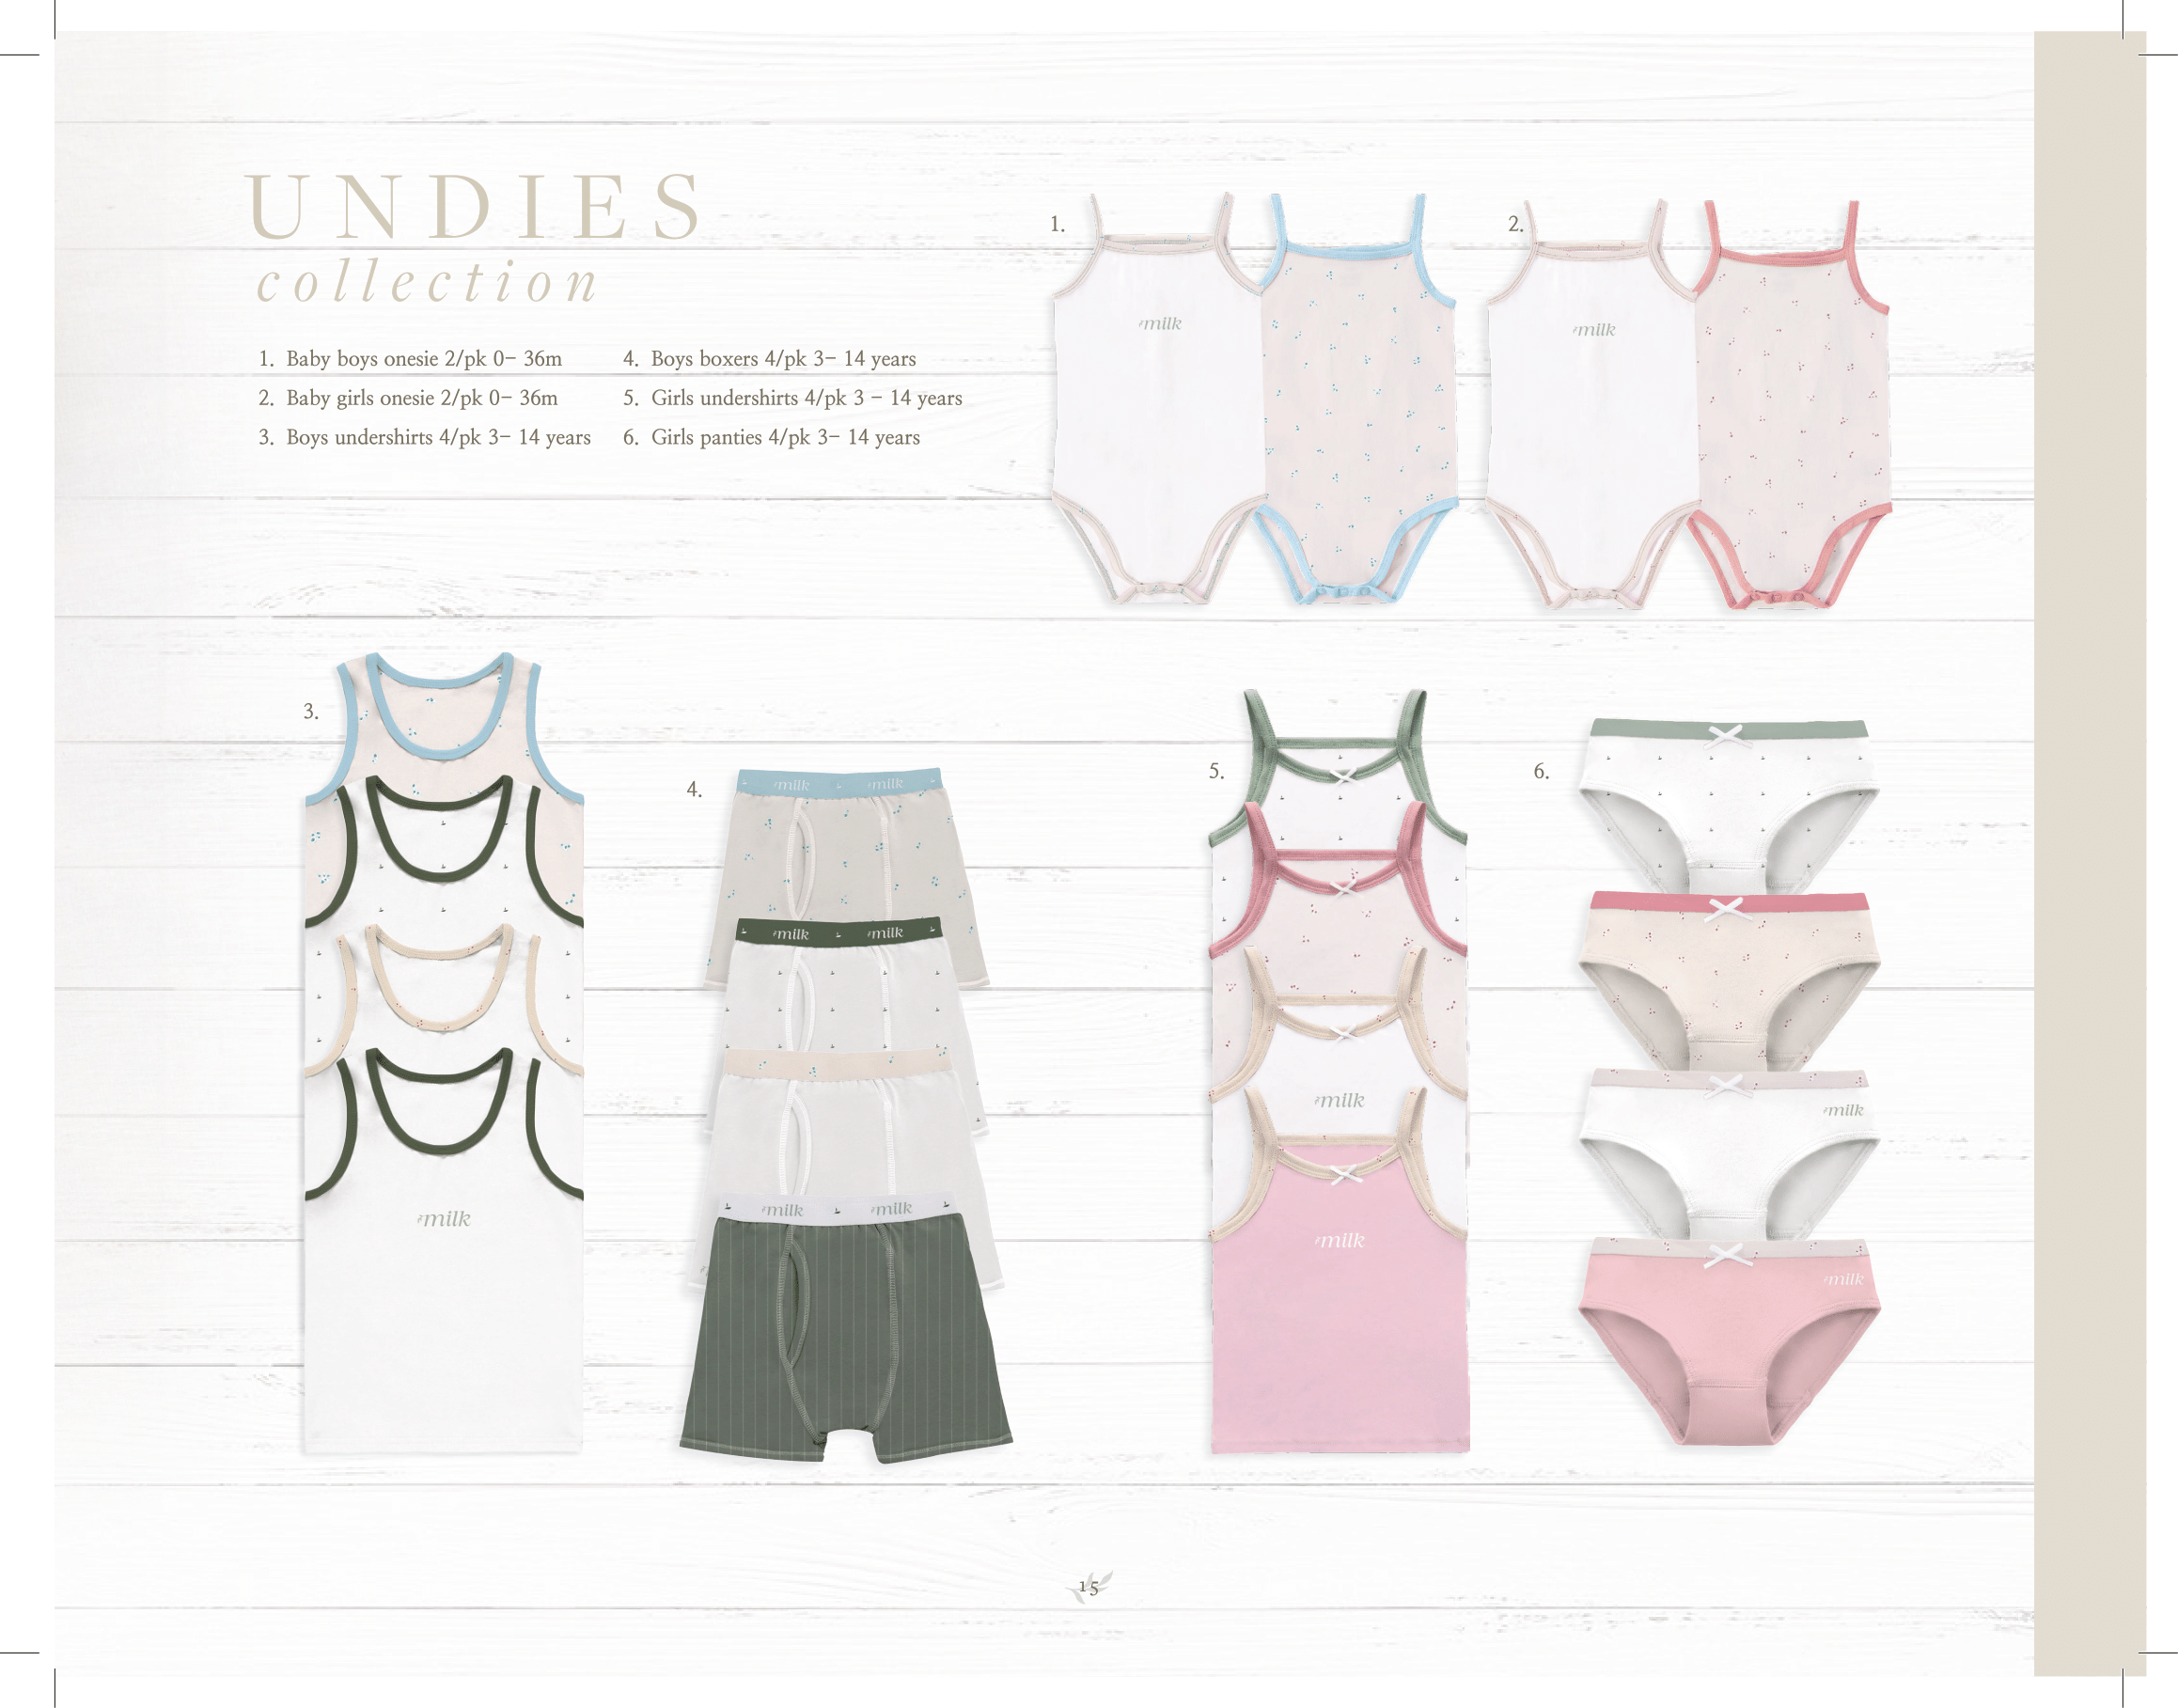 UNDIES
collection
1. Baby boys onesie 2/pk 0– 36m
2. Baby girls onesie 2/pk 0– 36m
3. Boys undershirts 4/pk 3– 14 years
4. Boys boxers 4/pk 3– 14 years
5. Girls undershirts 4/pk 3 – 14 years
6. Girls panties 4/pk 3– 14 years
1.
milk
2.
milk
3.
milk
4.
milk milk
milk milk
milk milk
5.
milk
milk
6.
milk
milk
15